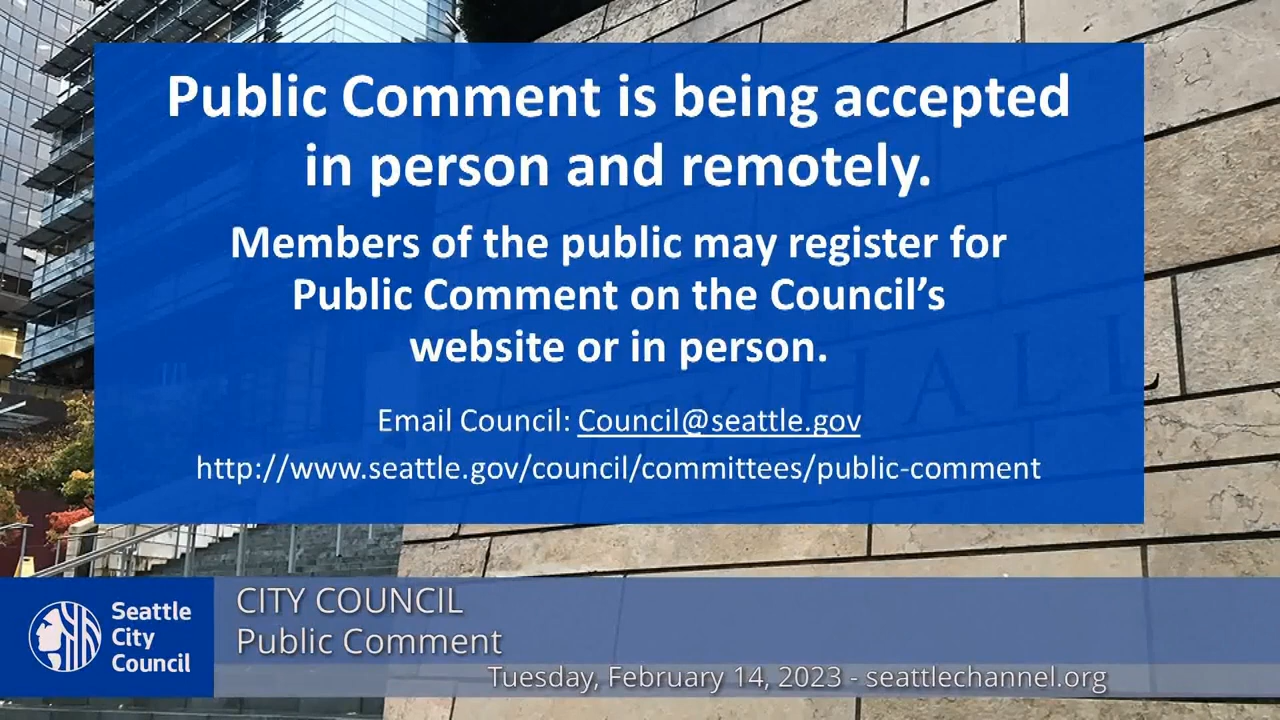 Public Comment is being accepted
in person and remotely.
Members of the public may register for
Public Comment on the Council's
website or in person.
HALL
Email Council: Council@seattle.gov
http://www.seattle.gov/council/committees/public-comment
Seattle
City
Council
CITY COUNCIL
Public Comment
Tuesday, February 14, 2023 - seattlechannel.org